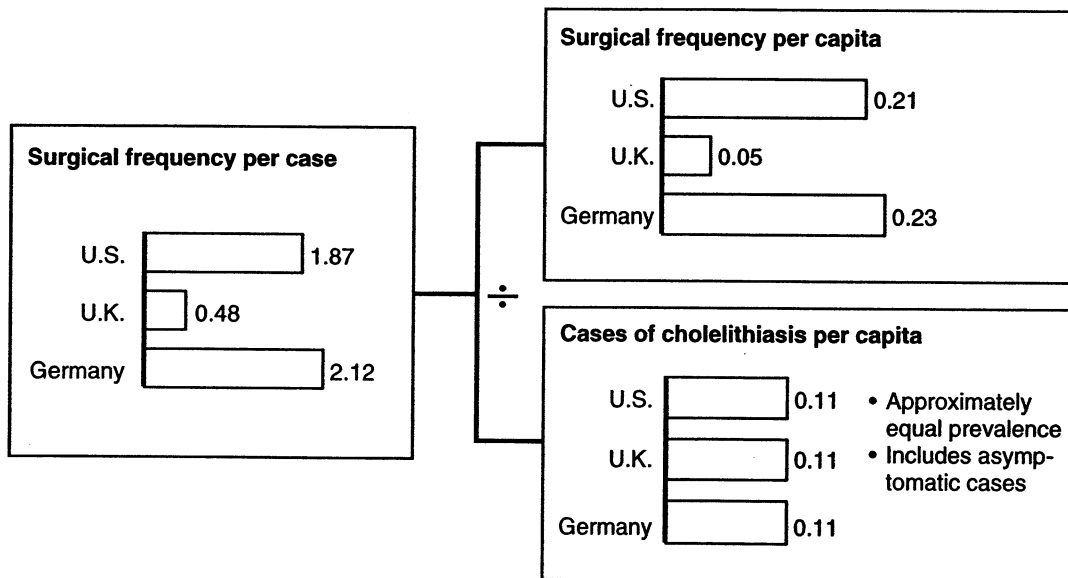 Surgical frequency per case
U.S. 1.87
U.K. 0.48
Germany 2.12
÷
Surgical frequency per capita
U.S. 0.21
U.K. 0.05
Germany 0.23
Cases of cholelithiasis per capita
U.S. 0.11
U.K. 0.11
Germany 0.11
• Approximately
equal prevalence
• Includes asymp-
tomatic cases